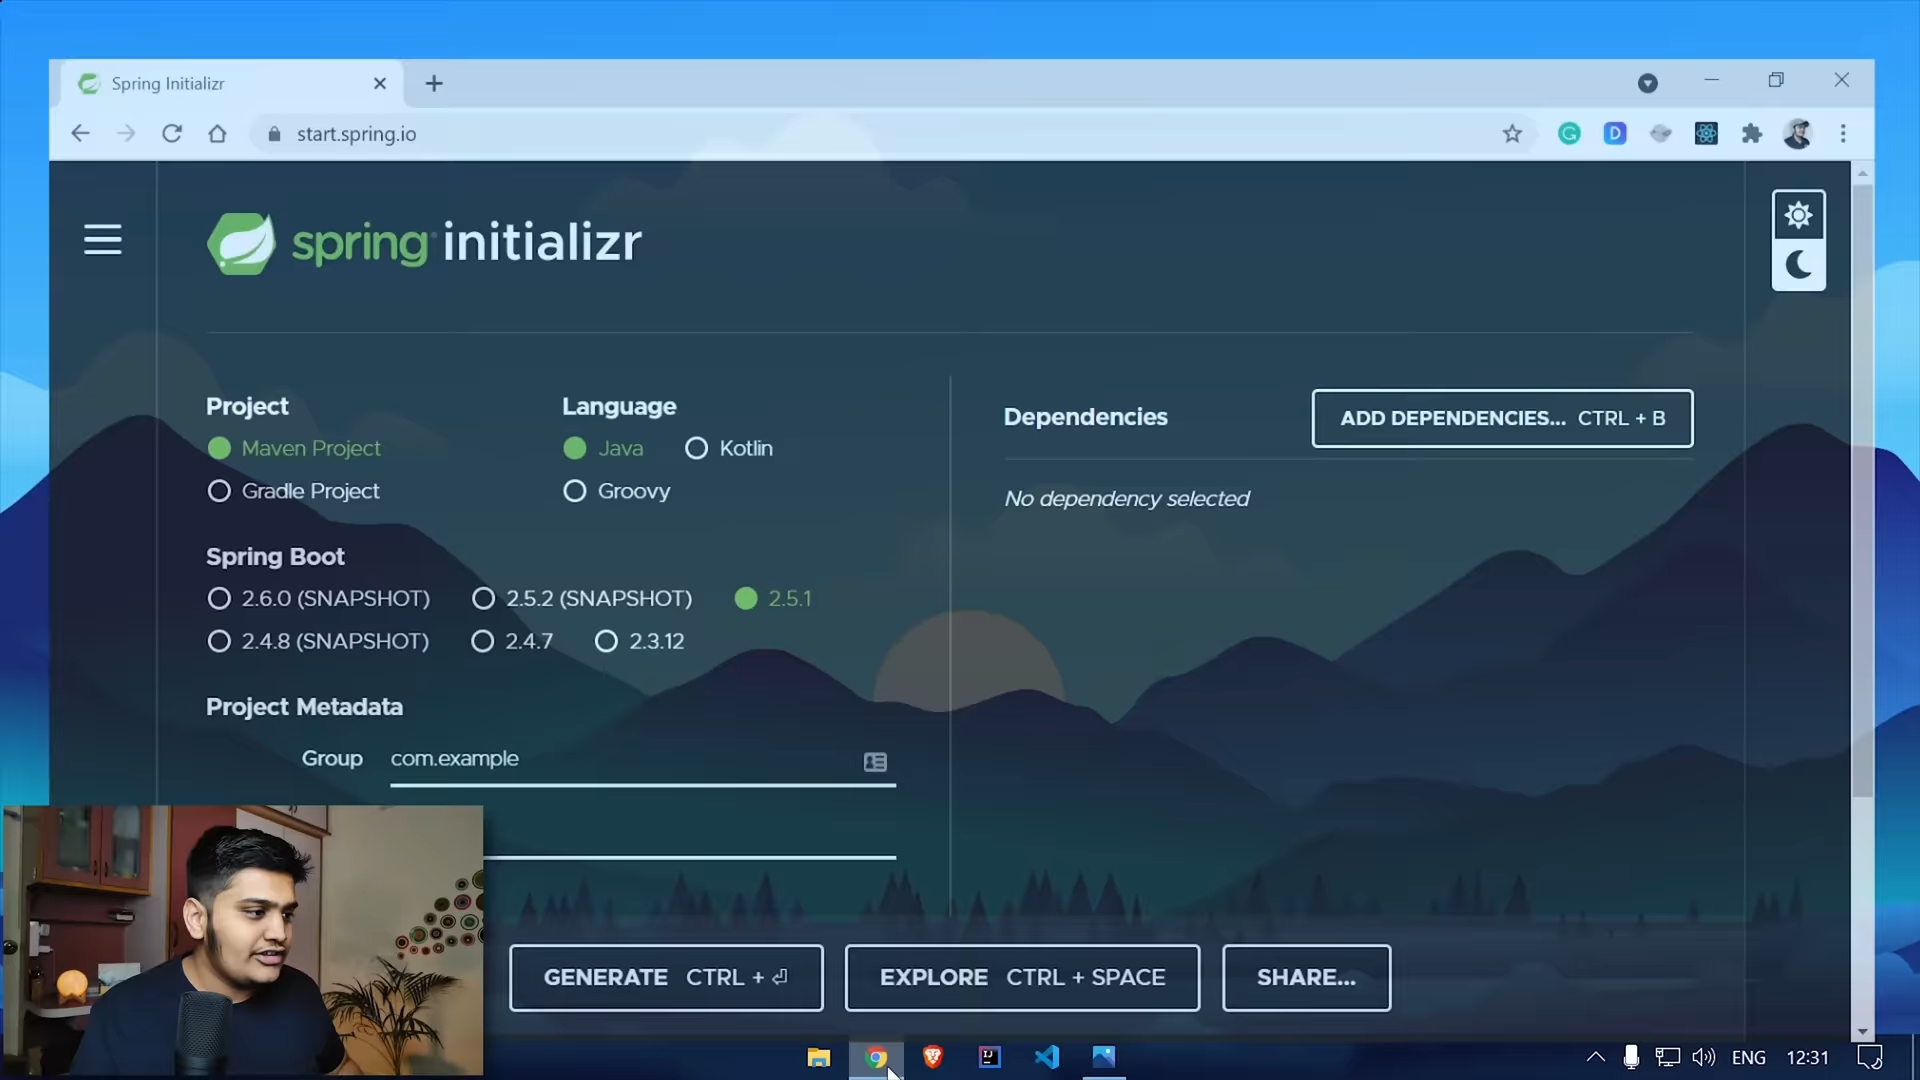 Spring Initializr
start.spring.io
spring initializr
Project
Maven Project
Gradle Project
Language
Java
Kotlin
Groovy
Spring Boot
2.6.0 (SNAPSHOT)
2.5.2 (SNAPSHOT)
2.5.1
2.4.8 (SNAPSHOT)
2.4.7
2.3.12
Project Metadata
Group
com.example
Dependencies
ADD DEPENDENCIES... CTRL + B
No dependency selected
GENERATE CTRL + ⏎
EXPLORE CTRL + SPACE
SHARE...
ENG
12:31